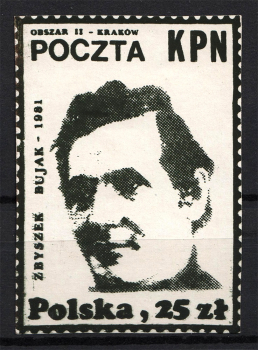 OBSZAR II - KRAKÓW
POCZTA KPN
ZBYSZEK BUJAK - 1981
Polska, 25 zł